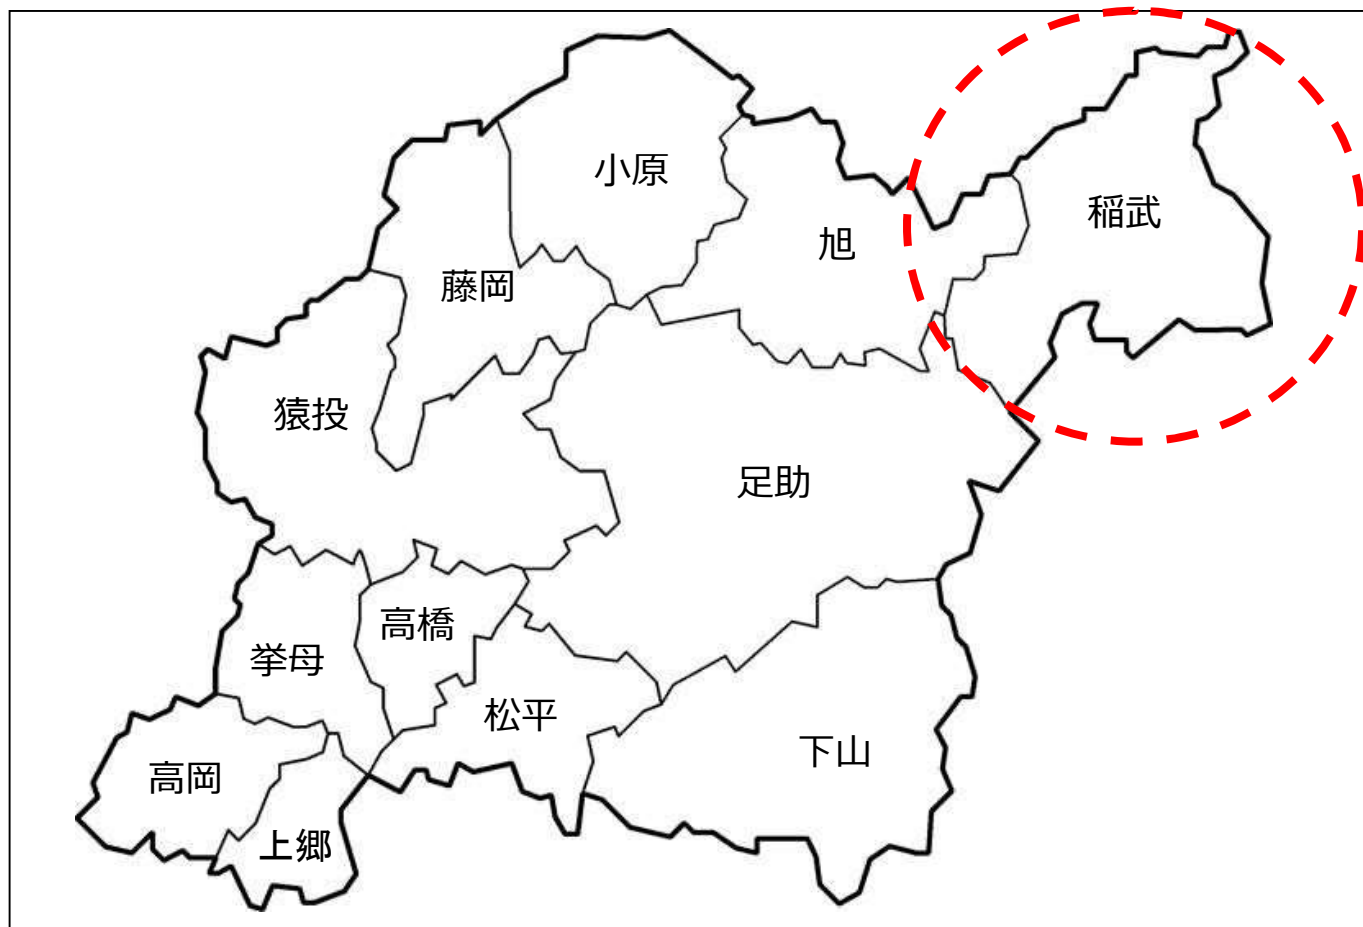 小原
稲武
旭
藤岡
猿投
足助
高橋
挙母
松平
下山
高岡
上郷